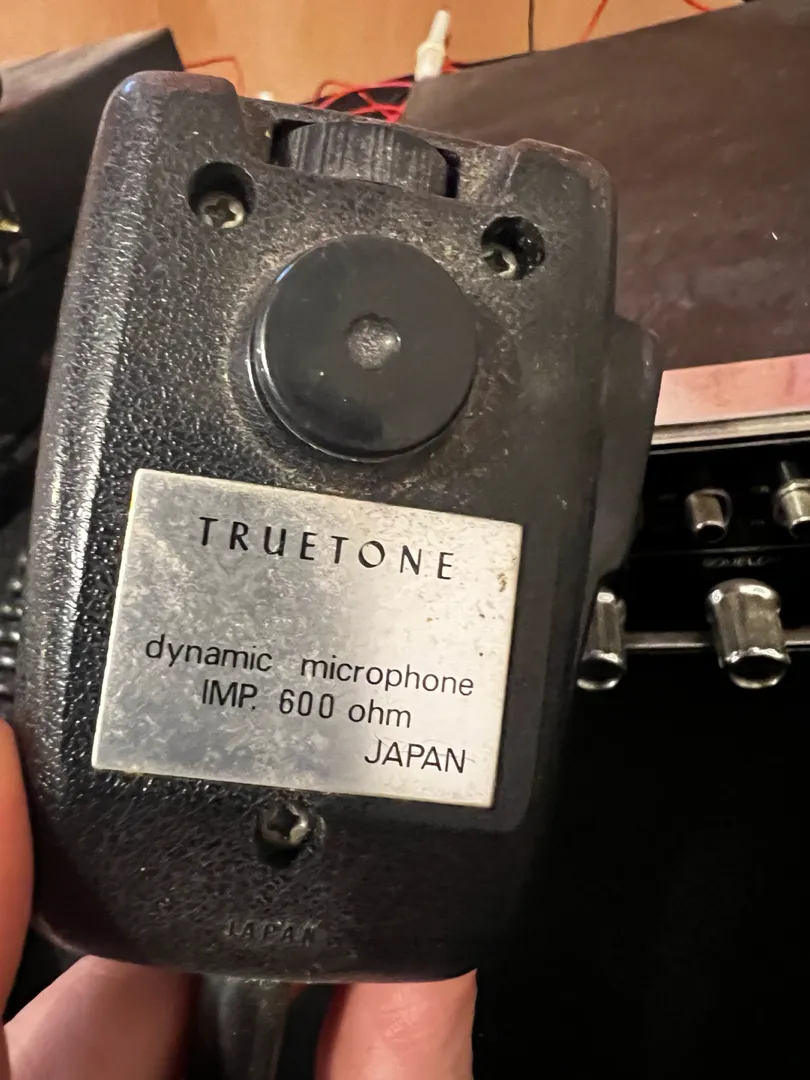 TRUETONE
dynamic microphone
IMP. 600 ohm
JAPAN
JAPAN